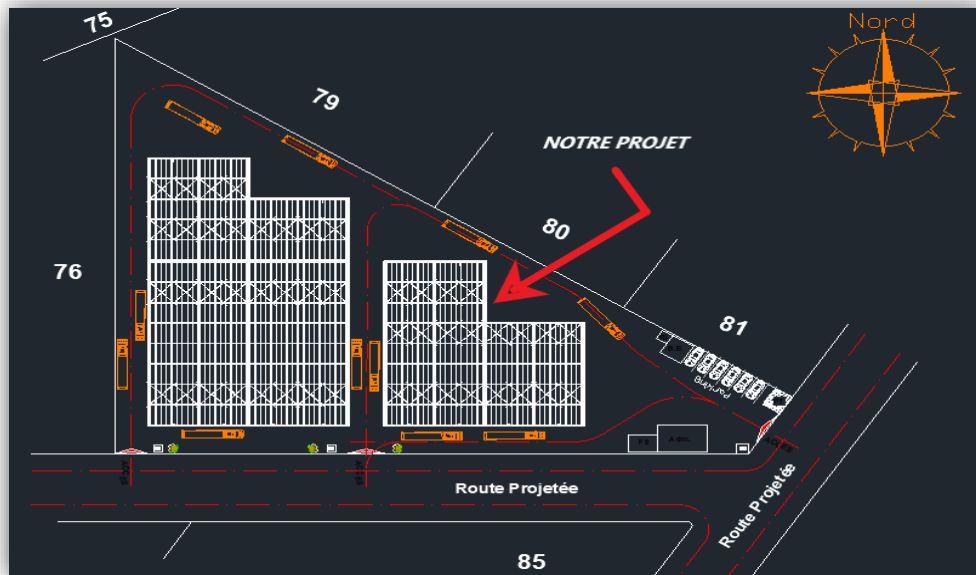 75
Nord
79
NOTRE PROJET
80
76
81
Parking
Adm.
Route Projetée
Route Projetée
85